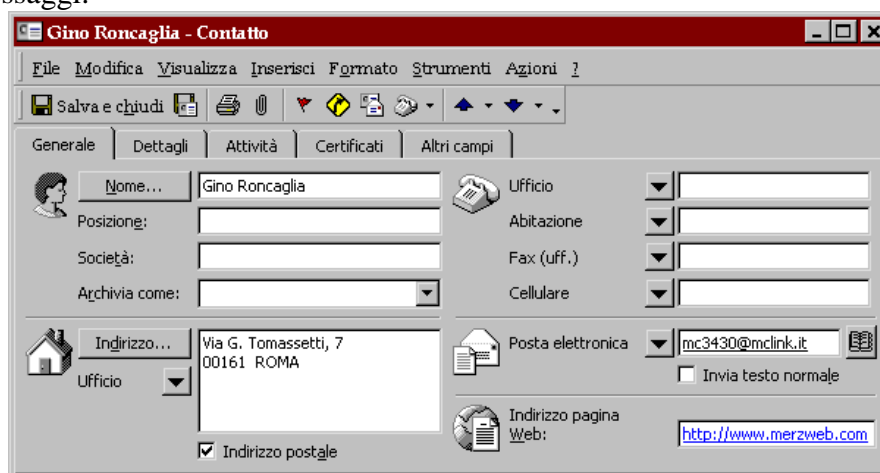 ssaggi.
Gino Roncaglia - Contatto
File Modifica Visualizza Inserisci Formato Strumenti Azioni ?
Salva e chiudi
Generale Dettagli Attività Certificati Altri campi
Nome... Gino Roncaglia
Posizione:
Società:
Archivia come:
Ufficio
Abitazione
Fax (uff.)
Cellulare
Indirizzo... Via G. Tomassetti, 7
00161 ROMA
Ufficio
Indirizzo postale
Posta elettronica mc3430@mclink.it
Invia testo normale
Indirizzo pagina
Web: http://www.merzweb.com